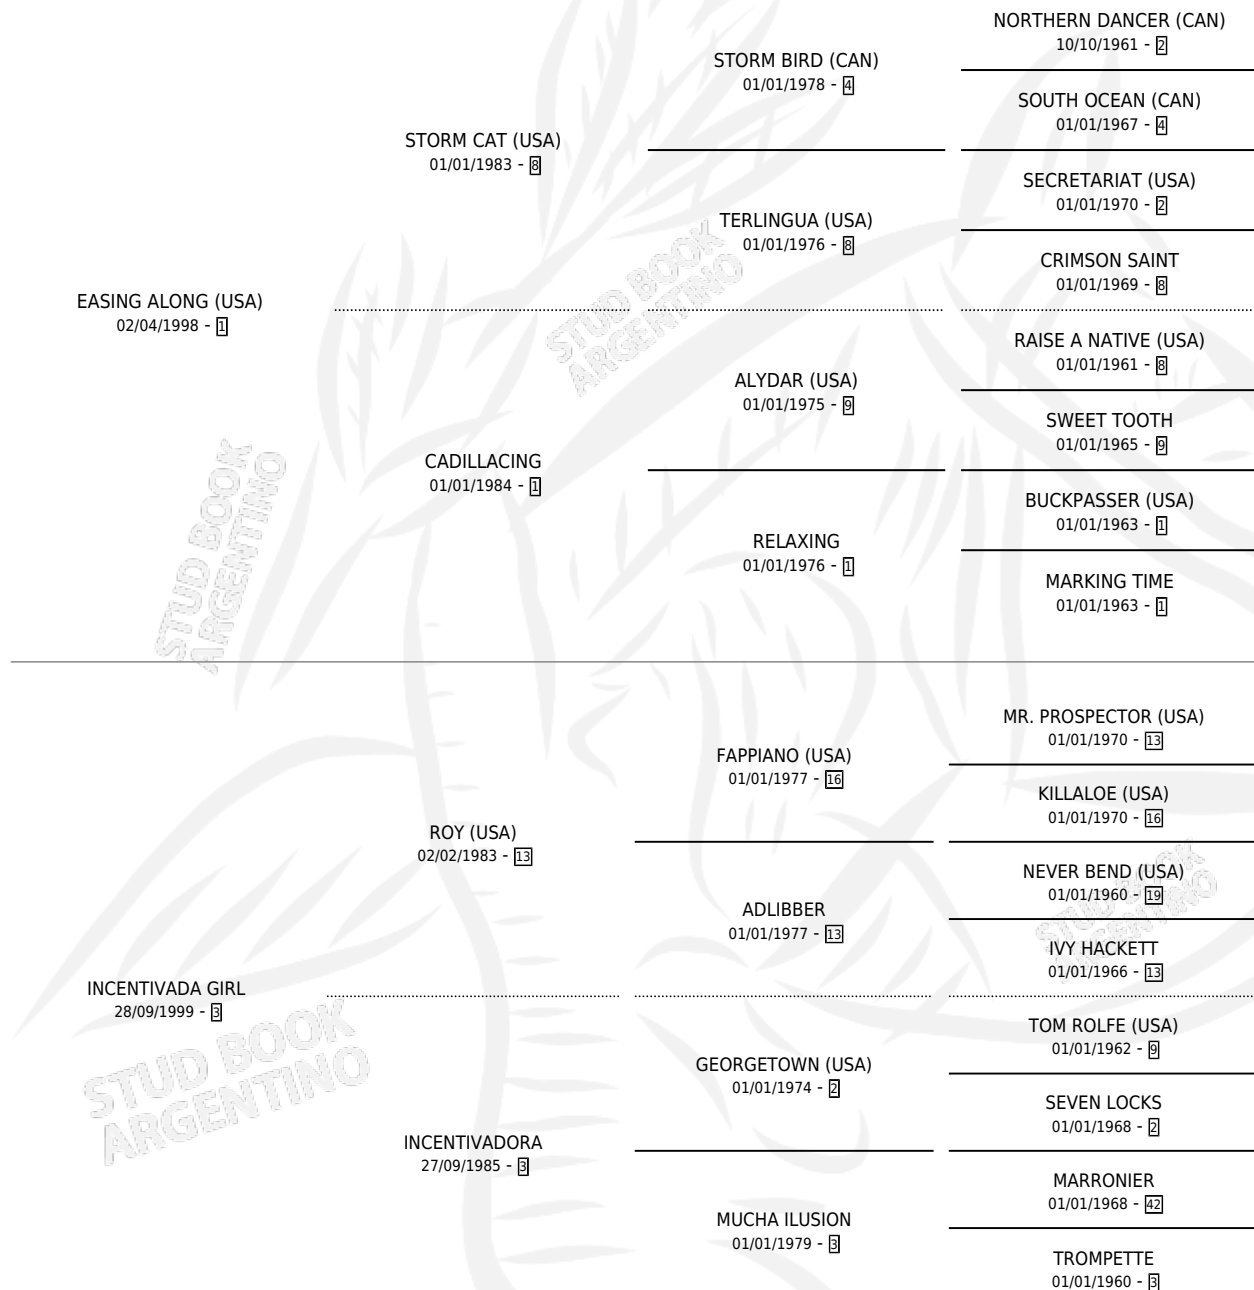 NORTHERN DANCER (CAN)
10/10/1961 - 2
STORM BIRD (CAN)
01/01/1978 - 4
SOUTH OCEAN (CAN)
01/01/1967 - 4
STORM CAT (USA)
01/01/1983 - 8
SECRETARIAT (USA)
01/01/1970 - 2
TERLINGUA (USA)
01/01/1976 - 8
CRIMSON SAINT
01/01/1969 - 8
EASING ALONG (USA)
02/04/1998 - 1
RAISE A NATIVE (USA)
01/01/1961 - 8
ALYDAR (USA)
01/01/1975 - 9
SWEET TOOTH
01/01/1965 - 9
CADILLACING
01/01/1984 - 1
BUCKPASSER (USA)
01/01/1963 - 1
RELAXING
01/01/1976 - 1
MARKING TIME
01/01/1963 - 1
MR. PROSPECTOR (USA)
01/01/1970 - 13
FAPPIANO (USA)
01/01/1977 - 16
KILLALOE (USA)
01/01/1970 - 16
ROY (USA)
02/02/1983 - 13
NEVER BEND (USA)
01/01/1960 - 19
ADLIBBER
01/01/1977 - 13
IVY HACKETT
01/01/1966 - 13
INCENTIVADA GIRL
28/09/1999 - 3
TOM ROLFE (USA)
01/01/1962 - 9
GEORGETOWN (USA)
01/01/1974 - 2
SEVEN LOCKS
01/01/1968 - 2
INCENTIVADORA
27/09/1985 - 3
MARRONIER
01/01/1968 - 42
MUCHA ILUSION
01/01/1979 - 3
TROMPETTE
01/01/1960 - 3
STUD BOOK
ARGENTINO
STUD BOOK
ARGENTINO
STUD BOOK
ARGENTINO
STUD BOOK
ARGENTINO